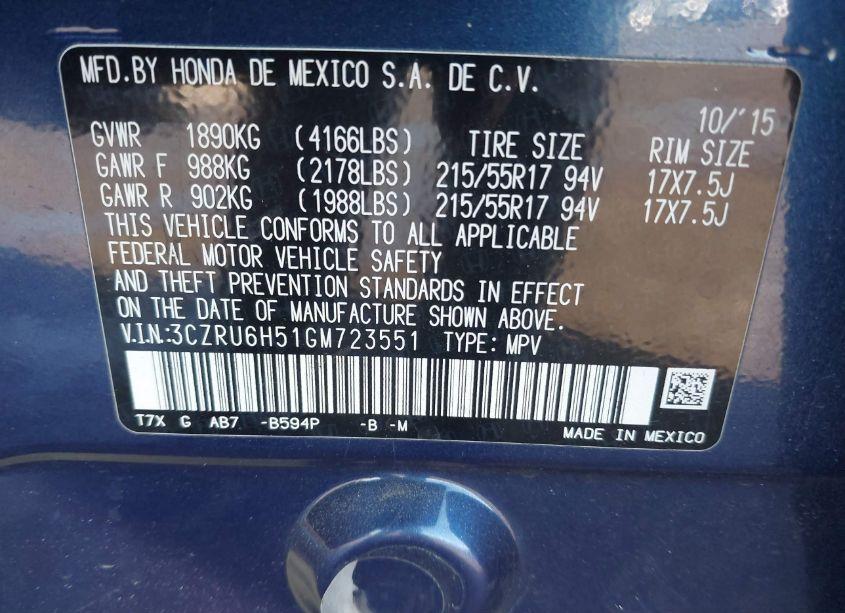 MFD.BY HONDA DE MEXICO S.A. DE C.V.
10/'15
GVWR 1890KG (4166LBS) TIRE SIZE RIM SIZE
GAWR F 988KG (2178LBS) 215/55R17 94V 17X7.5J
GAWR R 902KG (1988LBS) 215/55R17 94V 17X7.5J
THIS VEHICLE CONFORMS TO ALL APPLICABLE
FEDERAL MOTOR VEHICLE SAFETY
AND THEFT PREVENTION STANDARDS IN EFFECT
ON THE DATE OF MANUFACTURE SHOWN ABOVE.
V.I.N.:3CZRU6H51GM723551 TYPE: MPV
T7X G AB7 -B594P -B -M
MADE IN MEXICO